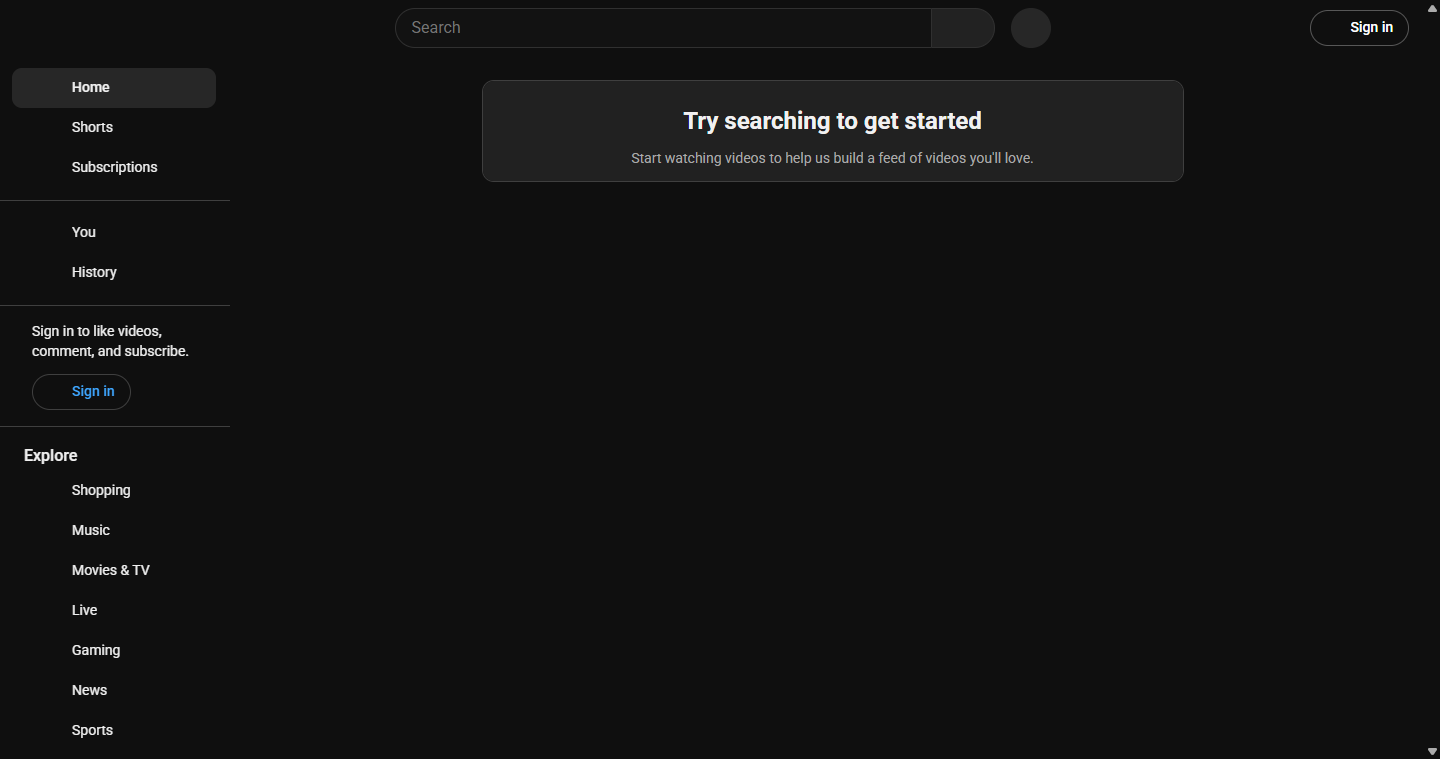 Search
Sign in
Home
Shorts
Subscriptions
You
History
Sign in to like videos,
comment, and subscribe.
Sign in
Explore
Shopping
Music
Movies & TV
Live
Gaming
News
Sports
Try searching to get started
Start watching videos to help us build a feed of videos you'll love.